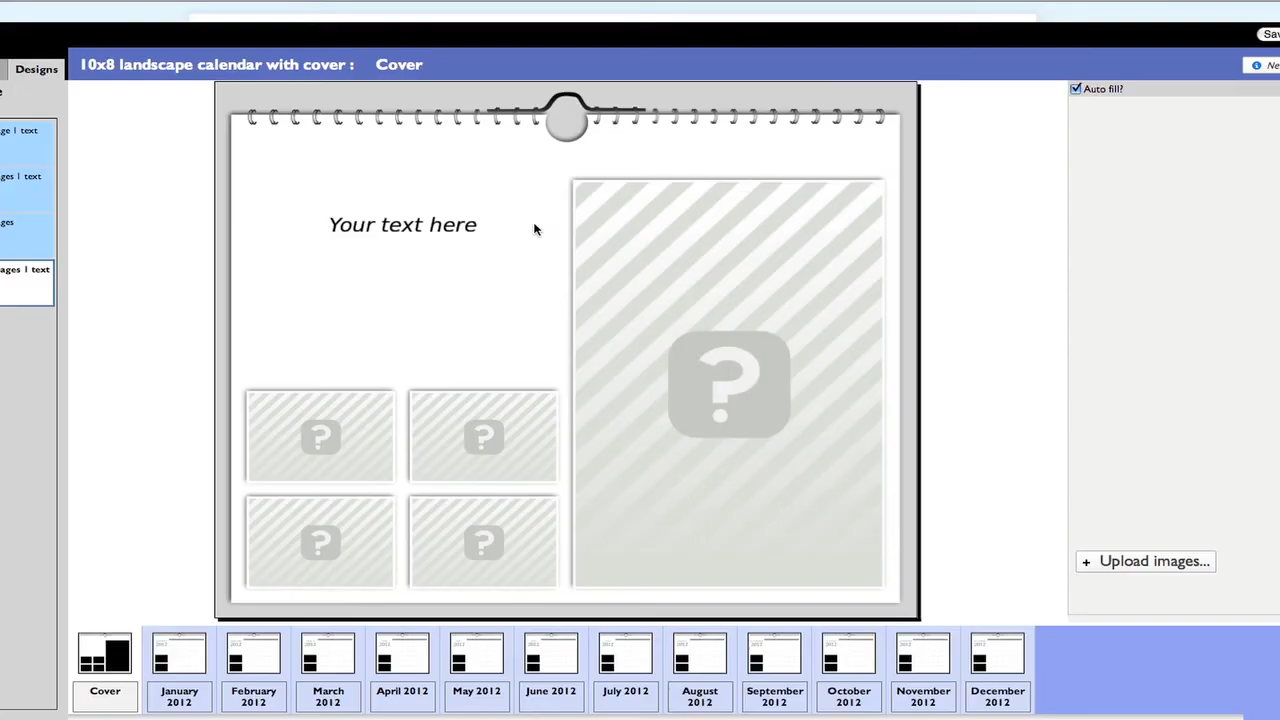 Sav
Designs
10x8 landscape calendar with cover : Cover
Ne
e
Auto fill?
ge | text
ges | text
ges
ages | text
Your text here
?
?
?
?
?
+ Upload images...
Cover
January
2012
February
2012
March
2012
April 2012
May 2012
June 2012
July 2012
August
2012
September
2012
October
2012
November
2012
December
2012